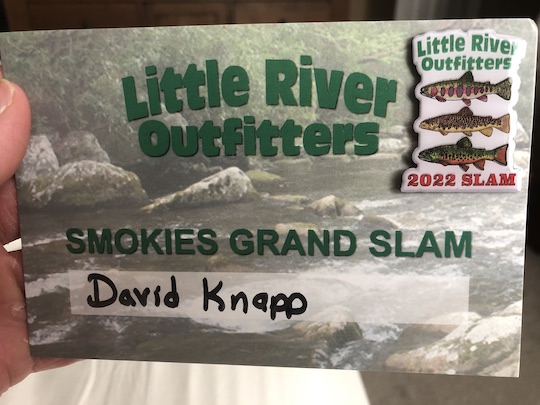 Little River
Outfitters
Little River
Outfitters
2022 SLAM
SMOKIES GRAND SLAM
David Knapp